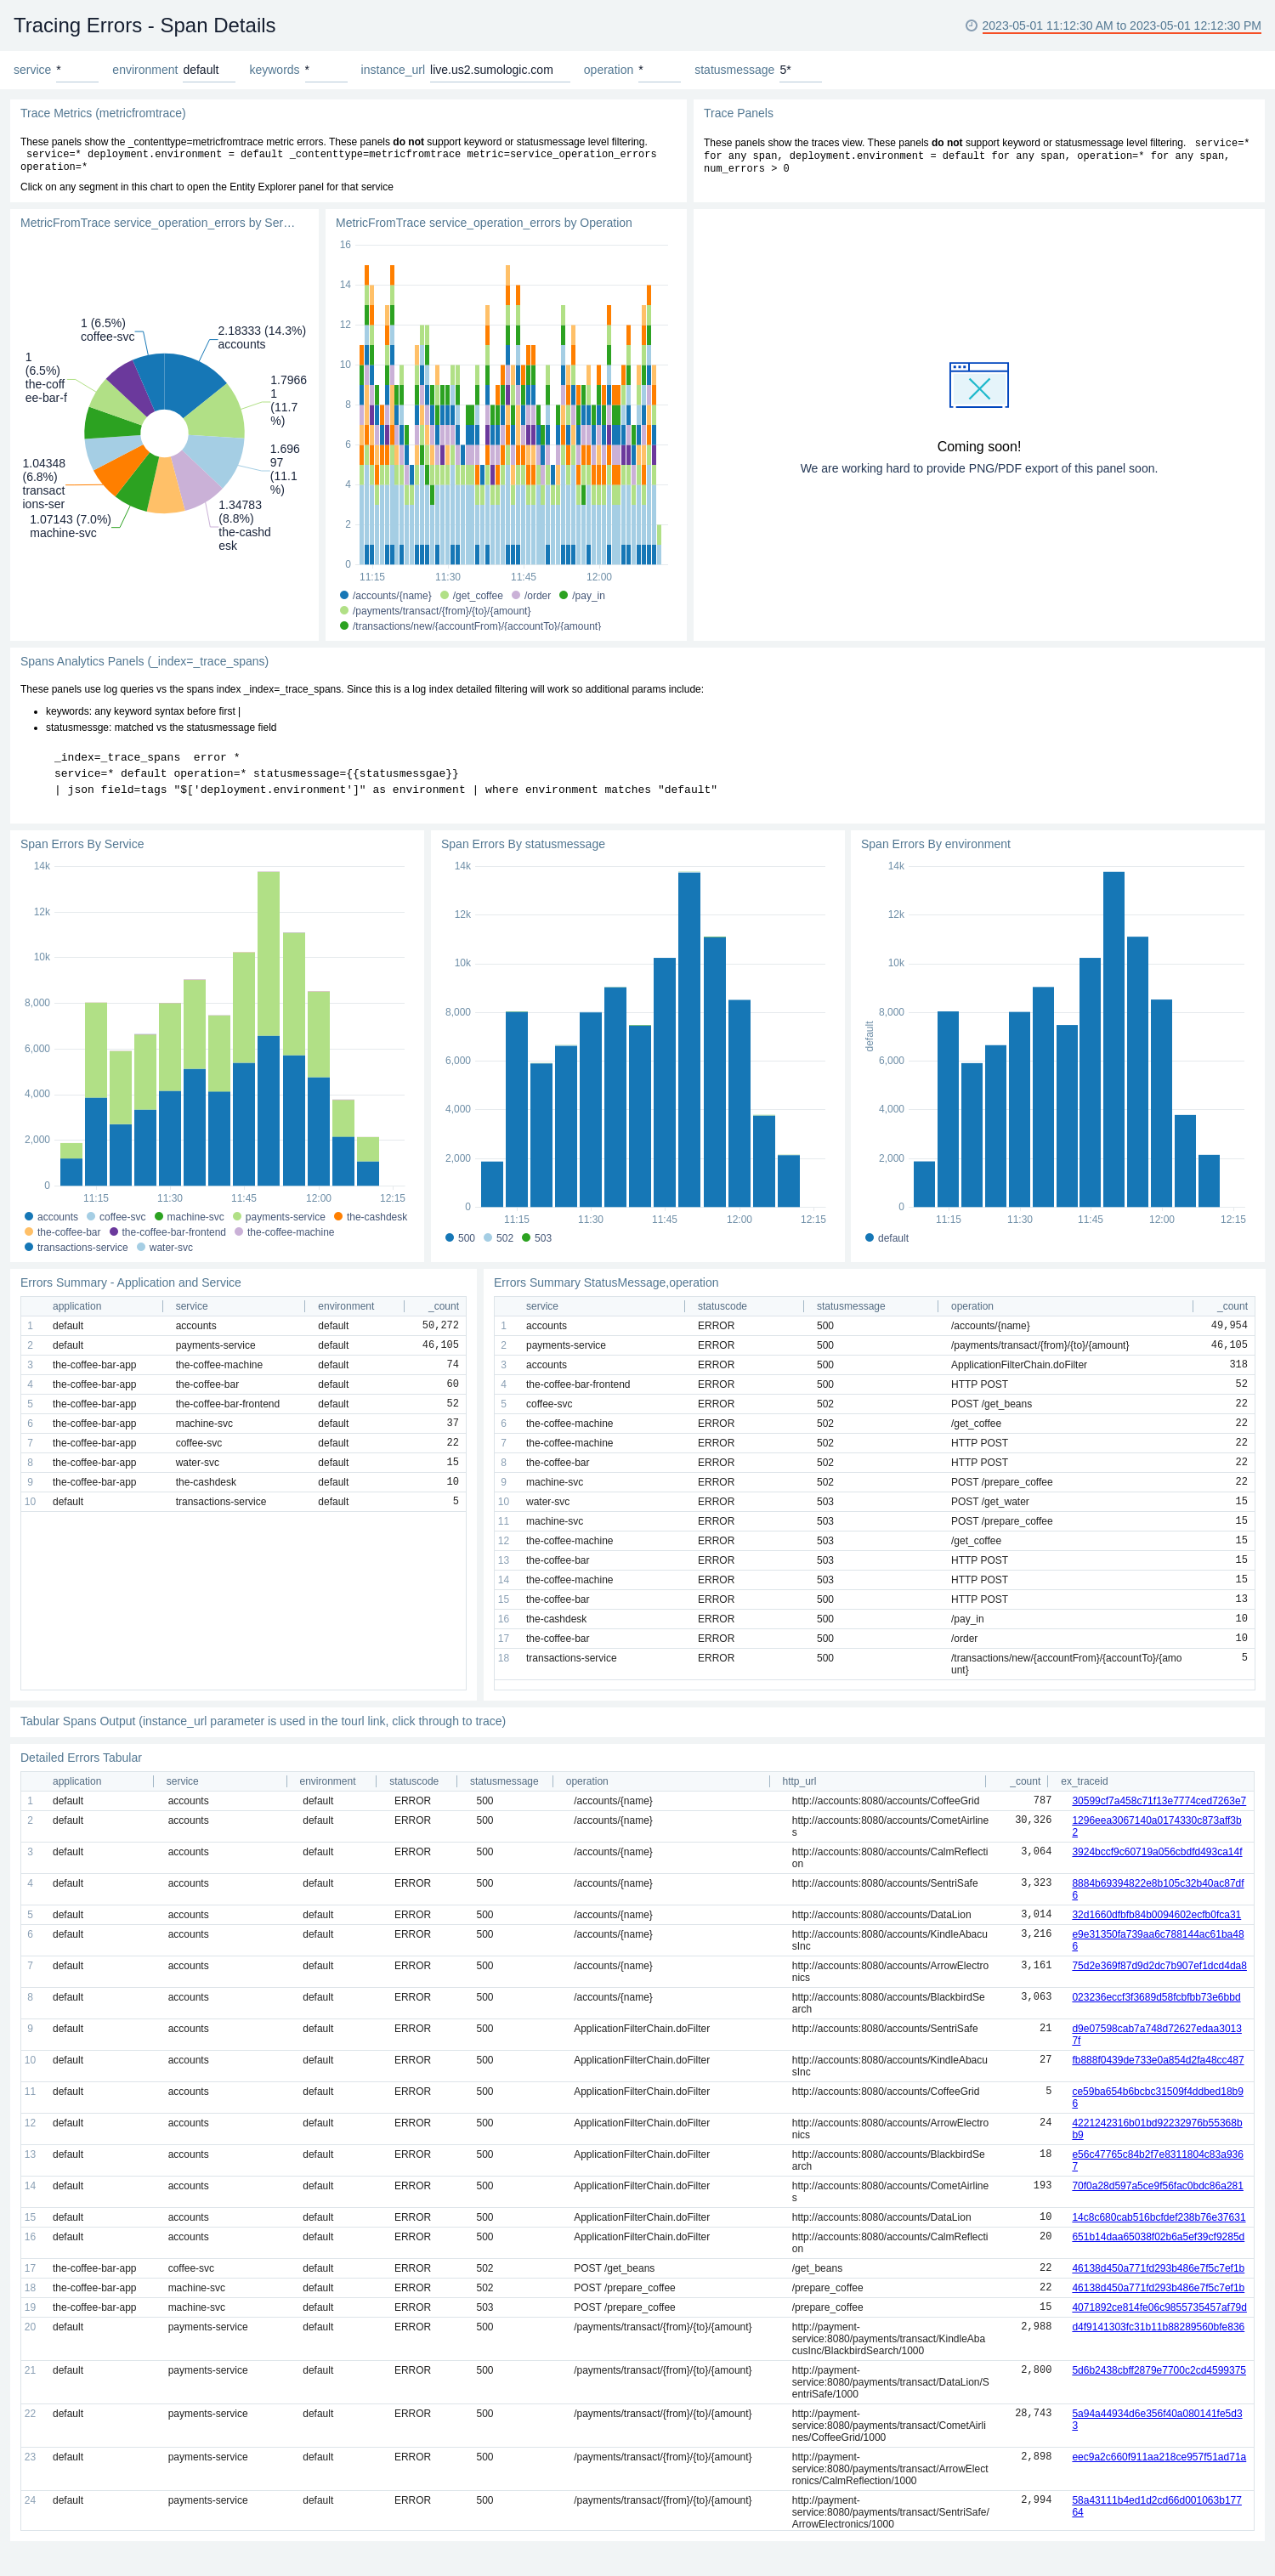 Tracing Errors - Span Details
2023-05-01 11:12:30 AM to 2023-05-01 12:12:30 PM
service * environment default keywords * instance_url live.us2.sumologic.com operation * statusmessage 5*
Trace Metrics (metricfromtrace)
These panels show the _contenttype=metricfromtrace metric errors. These panels do not support keyword or statusmessage level filtering.
service=* deployment.environment = default _contenttype=metricfromtrace metric=service_operation_errors
operation=*
Click on any segment in this chart to open the Entity Explorer panel for that service
Trace Panels
These panels show the traces view. These panels do not support keyword or statusmessage level filtering. service=*
for any span, deployment.environment = default for any span, operation=* for any span,
num_errors > 0
MetricFromTrace service_operation_errors by Ser…
1 (6.5%)
coffee-svc
2.18333 (14.3%)
accounts
1
(6.5%)
the-coff
ee-bar-f
1.7966
1
(11.7
%)
1.696
97
(11.1
%)
1.04348
(6.8%)
transact
ions-ser
1.34783
(8.8%)
the-cashd
esk
1.07143 (7.0%)
machine-svc
MetricFromTrace service_operation_errors by Operation
16
14
12
10
8
6
4
2
0
11:15 11:30 11:45 12:00
/accounts/{name} /get_coffee /order /pay_in
/payments/transact/{from}/{to}/{amount}
/transactions/new/{accountFrom}/{accountTo}/{amount}
Coming soon!
We are working hard to provide PNG/PDF export of this panel soon.
Spans Analytics Panels (_index=_trace_spans)
These panels use log queries vs the spans index _index=_trace_spans. Since this is a log index detailed filtering will work so additional params include:
• keywords: any keyword syntax before first |
• statusmessge: matched vs the statusmessage field
_index=_trace_spans  error *
service=* default operation=* statusmessage={{statusmessgae}}
| json field=tags "$['deployment.environment']" as environment | where environment matches "default"
Span Errors By Service
14k
12k
10k
8,000
6,000
4,000
2,000
0
11:15 11:30 11:45 12:00 12:15
accounts coffee-svc machine-svc payments-service the-cashdesk
the-coffee-bar the-coffee-bar-frontend the-coffee-machine
transactions-service water-svc
Span Errors By statusmessage
14k
12k
10k
8,000
6,000
4,000
2,000
0
11:15 11:30 11:45 12:00 12:15
500 502 503
Span Errors By environment
default
14k
12k
10k
8,000
6,000
4,000
2,000
0
11:15 11:30 11:45 12:00 12:15
default
Errors Summary - Application and Service
application service environment _count
1 default accounts default 50,272
2 default payments-service default 46,105
3 the-coffee-bar-app the-coffee-machine default 74
4 the-coffee-bar-app the-coffee-bar default 60
5 the-coffee-bar-app the-coffee-bar-frontend default 52
6 the-coffee-bar-app machine-svc default 37
7 the-coffee-bar-app coffee-svc default 22
8 the-coffee-bar-app water-svc default 15
9 the-coffee-bar-app the-cashdesk default 10
10 default transactions-service default 5
Errors Summary StatusMessage,operation
service statuscode statusmessage operation _count
1 accounts ERROR 500 /accounts/{name} 49,954
2 payments-service ERROR 500 /payments/transact/{from}/{to}/{amount} 46,105
3 accounts ERROR 500 ApplicationFilterChain.doFilter 318
4 the-coffee-bar-frontend ERROR 500 HTTP POST 52
5 coffee-svc ERROR 502 POST /get_beans 22
6 the-coffee-machine ERROR 502 /get_coffee 22
7 the-coffee-machine ERROR 502 HTTP POST 22
8 the-coffee-bar ERROR 502 HTTP POST 22
9 machine-svc ERROR 502 POST /prepare_coffee 22
10 water-svc ERROR 503 POST /get_water 15
11 machine-svc ERROR 503 POST /prepare_coffee 15
12 the-coffee-machine ERROR 503 /get_coffee 15
13 the-coffee-bar ERROR 503 HTTP POST 15
14 the-coffee-machine ERROR 503 HTTP POST 15
15 the-coffee-bar ERROR 500 HTTP POST 13
16 the-cashdesk ERROR 500 /pay_in 10
17 the-coffee-bar ERROR 500 /order 10
18 transactions-service ERROR 500 /transactions/new/{accountFrom}/{accountTo}/{amo 5
unt}
Tabular Spans Output (instance_url parameter is used in the tourl link, click through to trace)
Detailed Errors Tabular
application service environment statuscode statusmessage operation http_url _count ex_traceid
1 default accounts default ERROR 500 /accounts/{name} http://accounts:8080/accounts/CoffeeGrid 787 30599cf7a458c71f13e7774ced7263e7
2 default accounts default ERROR 500 /accounts/{name} http://accounts:8080/accounts/CometAirline 30,326 1296eea3067140a0174330c873aff3b
s 2
3 default accounts default ERROR 500 /accounts/{name} http://accounts:8080/accounts/CalmReflecti 3,064 3924bccf9c60719a056cbdfd493ca14f
on
4 default accounts default ERROR 500 /accounts/{name} http://accounts:8080/accounts/SentriSafe 3,323 8884b69394822e8b105c32b40ac87df
6
5 default accounts default ERROR 500 /accounts/{name} http://accounts:8080/accounts/DataLion 3,014 32d1660dfbfb84b0094602ecfb0fca31
6 default accounts default ERROR 500 /accounts/{name} http://accounts:8080/accounts/KindleAbacu 3,216 e9e31350fa739aa6c788144ac61ba48
sInc 6
7 default accounts default ERROR 500 /accounts/{name} http://accounts:8080/accounts/ArrowElectro 3,161 75d2e369f87d9d2dc7b907ef1dcd4da8
nics
8 default accounts default ERROR 500 /accounts/{name} http://accounts:8080/accounts/BlackbirdSe 3,063 023236eccf3f3689d58fcbfbb73e6bbd
arch
9 default accounts default ERROR 500 ApplicationFilterChain.doFilter http://accounts:8080/accounts/SentriSafe 21 d9e07598cab7a748d72627edaa3013
7f
10 default accounts default ERROR 500 ApplicationFilterChain.doFilter http://accounts:8080/accounts/KindleAbacu 27 fb888f0439de733e0a854d2fa48cc487
sInc
11 default accounts default ERROR 500 ApplicationFilterChain.doFilter http://accounts:8080/accounts/CoffeeGrid 5 ce59ba654b6bcbc31509f4ddbed18b9
6
12 default accounts default ERROR 500 ApplicationFilterChain.doFilter http://accounts:8080/accounts/ArrowElectro 24 4221242316b01bd92232976b55368b
nics b9
13 default accounts default ERROR 500 ApplicationFilterChain.doFilter http://accounts:8080/accounts/BlackbirdSe 18 e56c47765c84b2f7e8311804c83a936
arch 7
14 default accounts default ERROR 500 ApplicationFilterChain.doFilter http://accounts:8080/accounts/CometAirline 193 70f0a28d597a5ce9f56fac0bdc86a281
s
15 default accounts default ERROR 500 ApplicationFilterChain.doFilter http://accounts:8080/accounts/DataLion 10 14c8c680cab516bcfdef238b76e37631
16 default accounts default ERROR 500 ApplicationFilterChain.doFilter http://accounts:8080/accounts/CalmReflecti 20 651b14daa65038f02b6a5ef39cf9285d
on
17 the-coffee-bar-app coffee-svc default ERROR 502 POST /get_beans /get_beans 22 46138d450a771fd293b486e7f5c7ef1b
18 the-coffee-bar-app machine-svc default ERROR 502 POST /prepare_coffee /prepare_coffee 22 46138d450a771fd293b486e7f5c7ef1b
19 the-coffee-bar-app machine-svc default ERROR 503 POST /prepare_coffee /prepare_coffee 15 4071892ce814fe06c9855735457af79d
20 default payments-service default ERROR 500 /payments/transact/{from}/{to}/{amount} http://payment- 2,988 d4f9141303fc31b11b88289560bfe836
service:8080/payments/transact/KindleAba
cusInc/BlackbirdSearch/1000
21 default payments-service default ERROR 500 /payments/transact/{from}/{to}/{amount} http://payment- 2,800 5d6b2438cbff2879e7700c2cd4599375
service:8080/payments/transact/DataLion/S
entriSafe/1000
22 default payments-service default ERROR 500 /payments/transact/{from}/{to}/{amount} http://payment- 28,743 5a94a44934d6e356f40a080141fe5d3
service:8080/payments/transact/CometAirli 3
nes/CoffeeGrid/1000
23 default payments-service default ERROR 500 /payments/transact/{from}/{to}/{amount} http://payment- 2,898 eec9a2c660f911aa218ce957f51ad71a
service:8080/payments/transact/ArrowElect
ronics/CalmReflection/1000
24 default payments-service default ERROR 500 /payments/transact/{from}/{to}/{amount} http://payment- 2,994 58a43111b4ed1d2cd66d001063b177
service:8080/payments/transact/SentriSafe/ 64
ArrowElectronics/1000